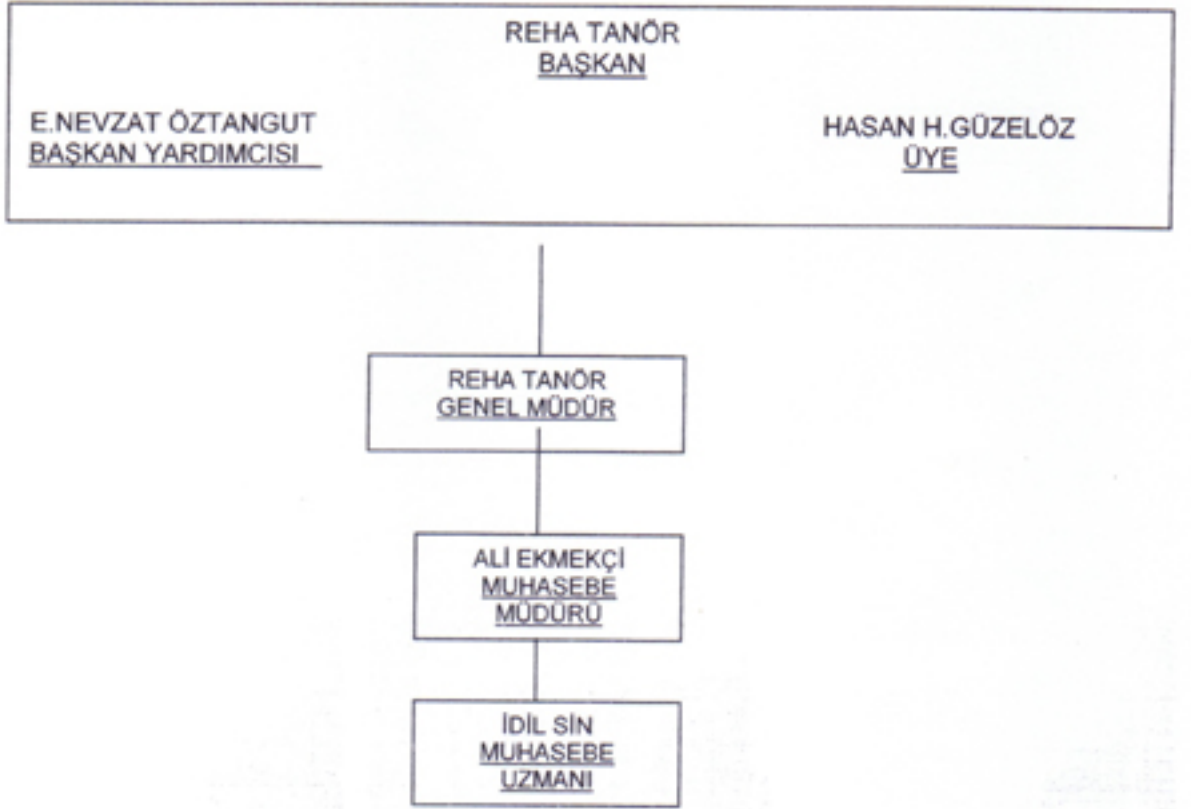 REHA TANÖR
BAŞKAN
E.NEVZAT ÖZTANGUT
BAŞKAN YARDIMCISI
HASAN H.GÜZELÖZ
ÜYE
REHA TANÖR
GENEL MÜDÜR
ALİ EKMEKÇİ
MUHASEBE
MÜDÜRÜ
İDİL SİN
MUHASEBE
UZMANI